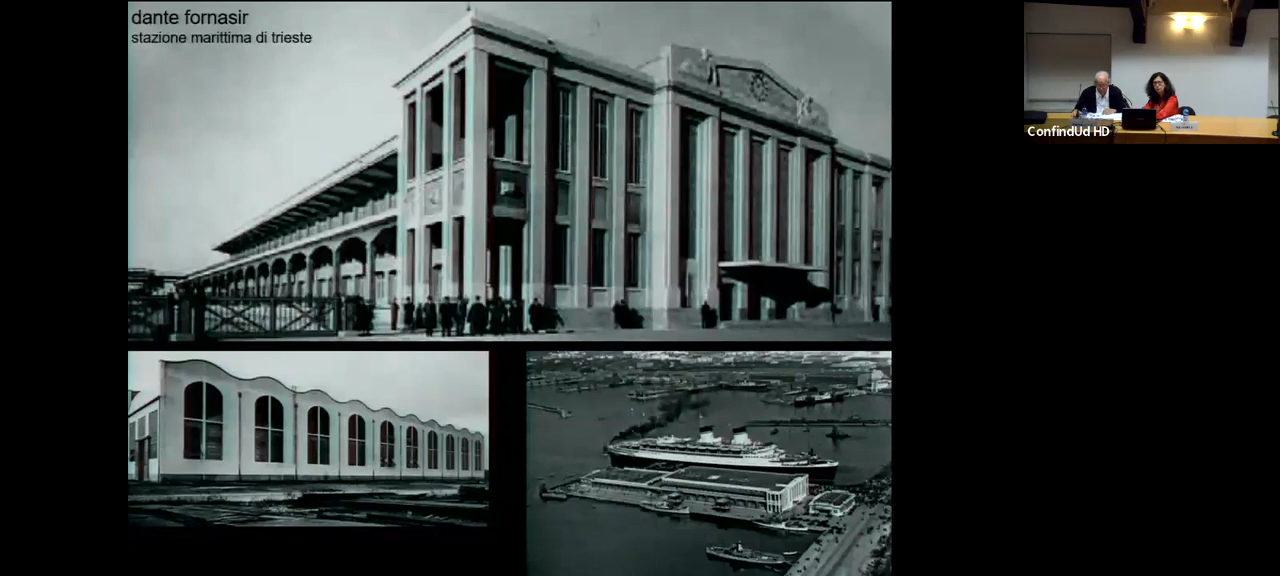 dante fornasir
stazione marittima di trieste
ConfindUd HD